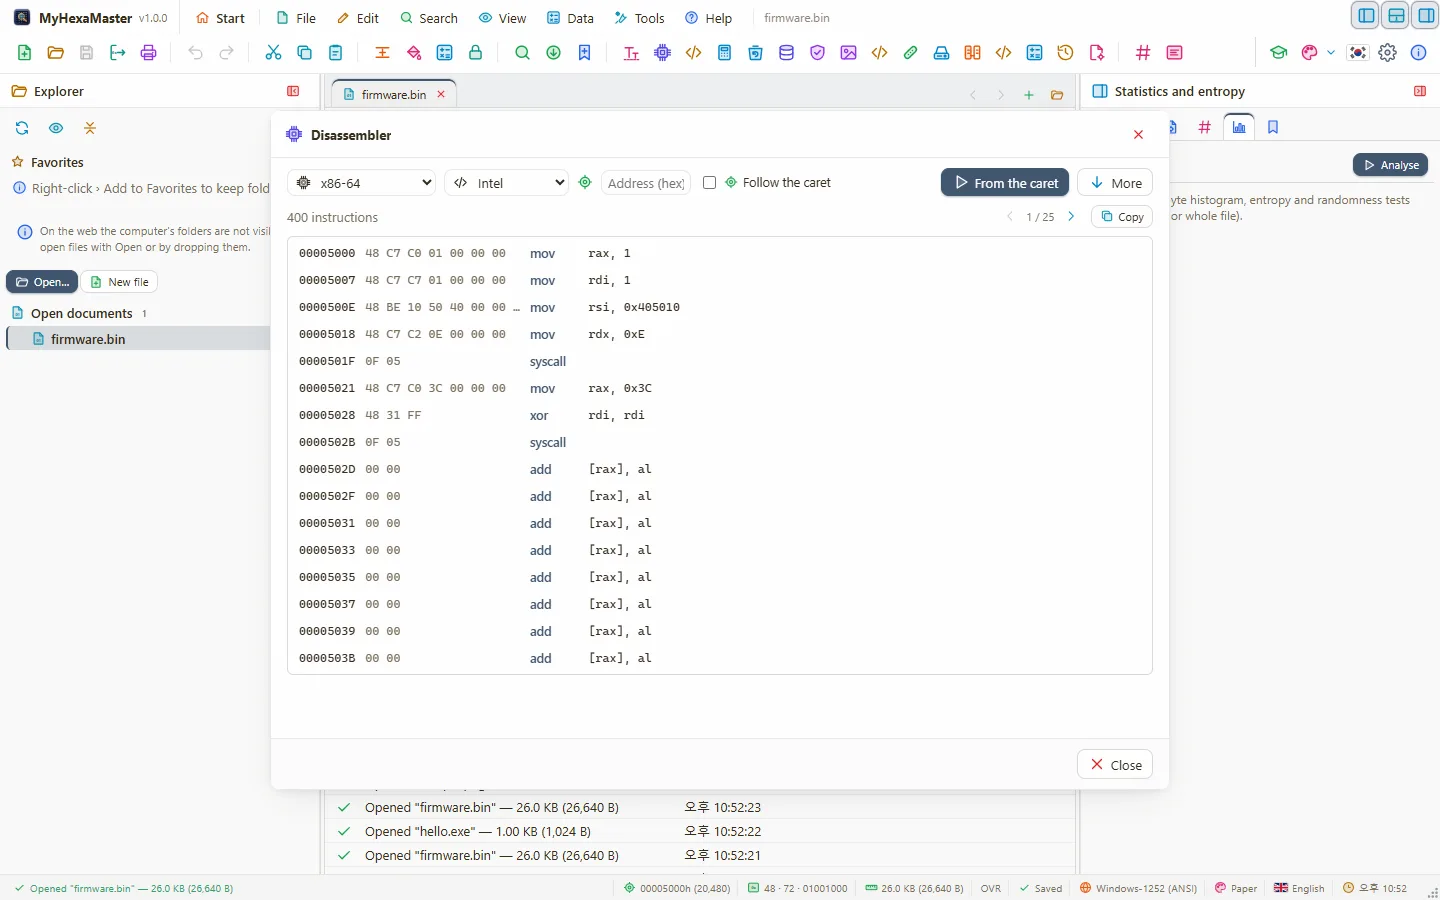 MyHexaMaster v1.0.0 Start File Edit Search View Data Tools Help firmware.bin
Explorer
firmware.bin
Statistics and entropy
Disassembler
Favorites
Right-click › Add to Favorites to keep fold
On the web the computer's folders are not visi
open files with Open or by dropping them.
Open... New file
Open documents 1
firmware.bin
x86-64 Intel Address (hex) Follow the caret From the caret More
400 instructions 1 / 25 Copy
00005000 48 C7 C0 01 00 00 00 mov rax, 1
00005007 48 C7 C7 01 00 00 00 mov rdi, 1
0000500E 48 BE 10 50 40 00 00 … mov rsi, 0x405010
00005018 48 C7 C2 0E 00 00 00 mov rdx, 0xE
0000501F 0F 05 syscall
00005021 48 C7 C0 3C 00 00 00 mov rax, 0x3C
00005028 48 31 FF xor rdi, rdi
0000502B 0F 05 syscall
0000502D 00 00 add [rax], al
0000502F 00 00 add [rax], al
00005031 00 00 add [rax], al
00005033 00 00 add [rax], al
00005035 00 00 add [rax], al
00005037 00 00 add [rax], al
00005039 00 00 add [rax], al
0000503B 00 00 add [rax], al
Close
Analyse
yte histogram, entropy and randomness tests
or whole file).
Opened "firmware.bin" — 26.0 KB (26,640 B) 오후 10:52:23
Opened "hello.exe" — 1.00 KB (1,024 B) 오후 10:52:22
Opened "firmware.bin" — 26.0 KB (26,640 B) 오후 10:52:21
Opened "firmware.bin" — 26.0 KB (26,640 B) 00005000h (20,480) 48 · 72 · 01001000 26.0 KB (26,640 B) OVR Saved Windows-1252 (ANSI) Paper English 오후 10:52